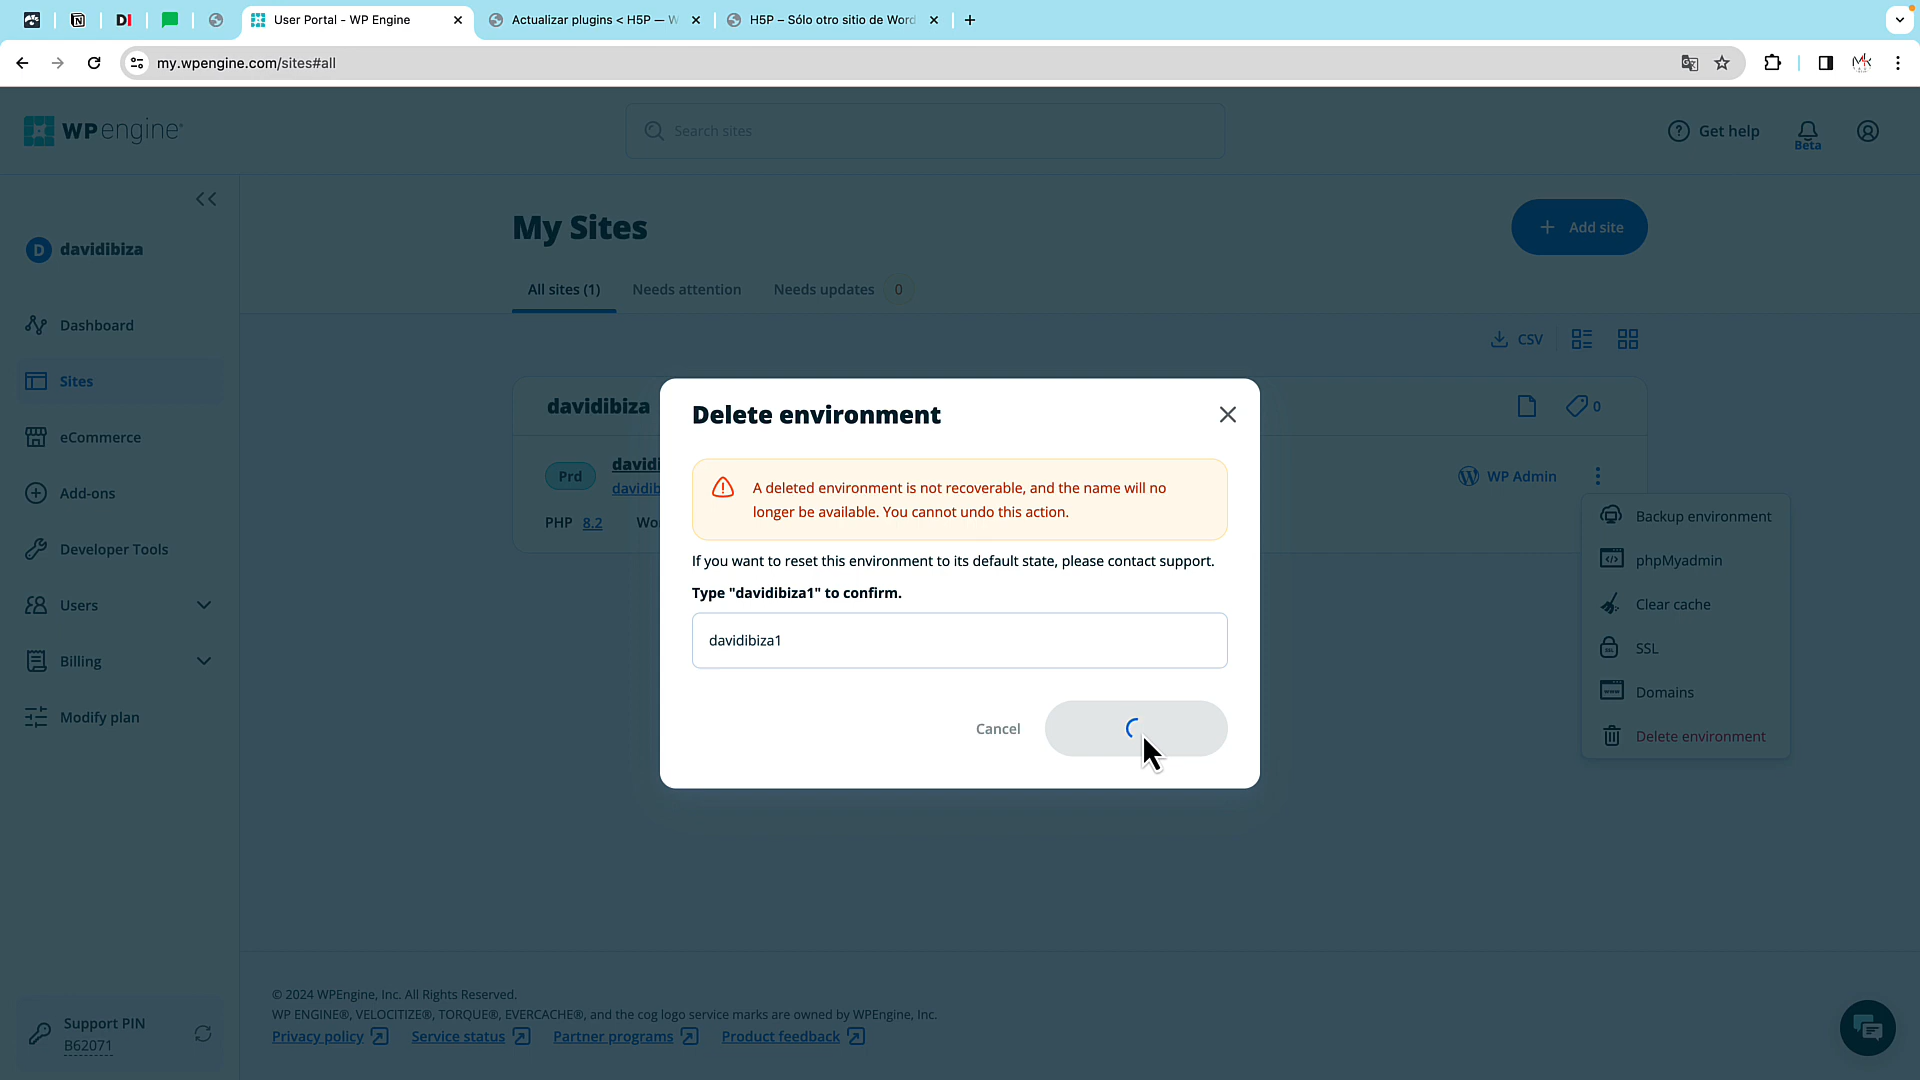 DI
User Portal - WP Engine
Actualizar plugins < H5P — W
H5P – Sólo otro sitio de Word
my.wpengine.com/sites#all
WP engine
Search sites
Get help
Beta
D davidibiza
My Sites
+ Add site
All sites (1)
Needs attention
Needs updates 0
Dashboard
Sites
eCommerce
Add-ons
Developer Tools
Users
Billing
Modify plan
CSV
davidibiza
0
Prd
WP Admin
PHP 8.2
Delete environment
A deleted environment is not recoverable, and the name will no
longer be available. You cannot undo this action.
If you want to reset this environment to its default state, please contact support.
Type "davidibiza1" to confirm.
davidibiza1
Cancel
Backup environment
phpMyadmin
Clear cache
SSL
Domains
Delete environment
Support PIN
B62071
© 2024 WPEngine, Inc. All Rights Reserved.
WP ENGINE®, VELOCITIZE®, TORQUE®, EVERCACHE®, and the cog logo service marks are owned by WPEngine, Inc.
Privacy policy
Service status
Partner programs
Product feedback